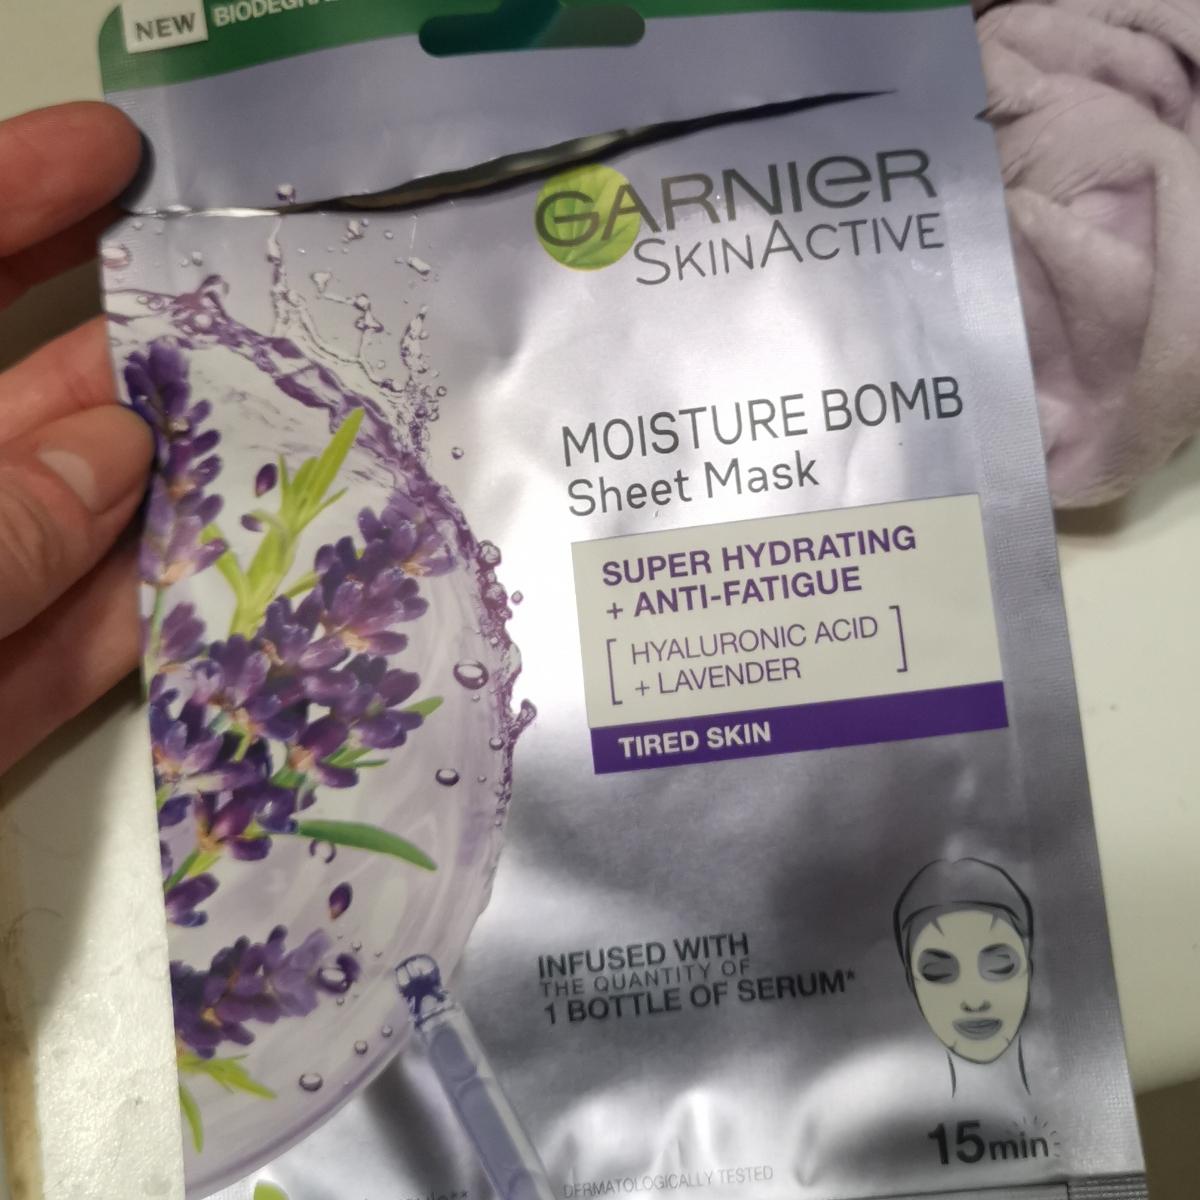 NEW
GARNIER
SKINACTIVE
MOISTURE BOMB
Sheet Mask
SUPER HYDRATING
+ ANTI-FATIGUE
[ HYALURONIC ACID
+ LAVENDER ]
TIRED SKIN
INFUSED WITH
THE QUANTITY OF
1 BOTTLE OF SERUM*
15min
DERMATOLOGICALLY TESTED